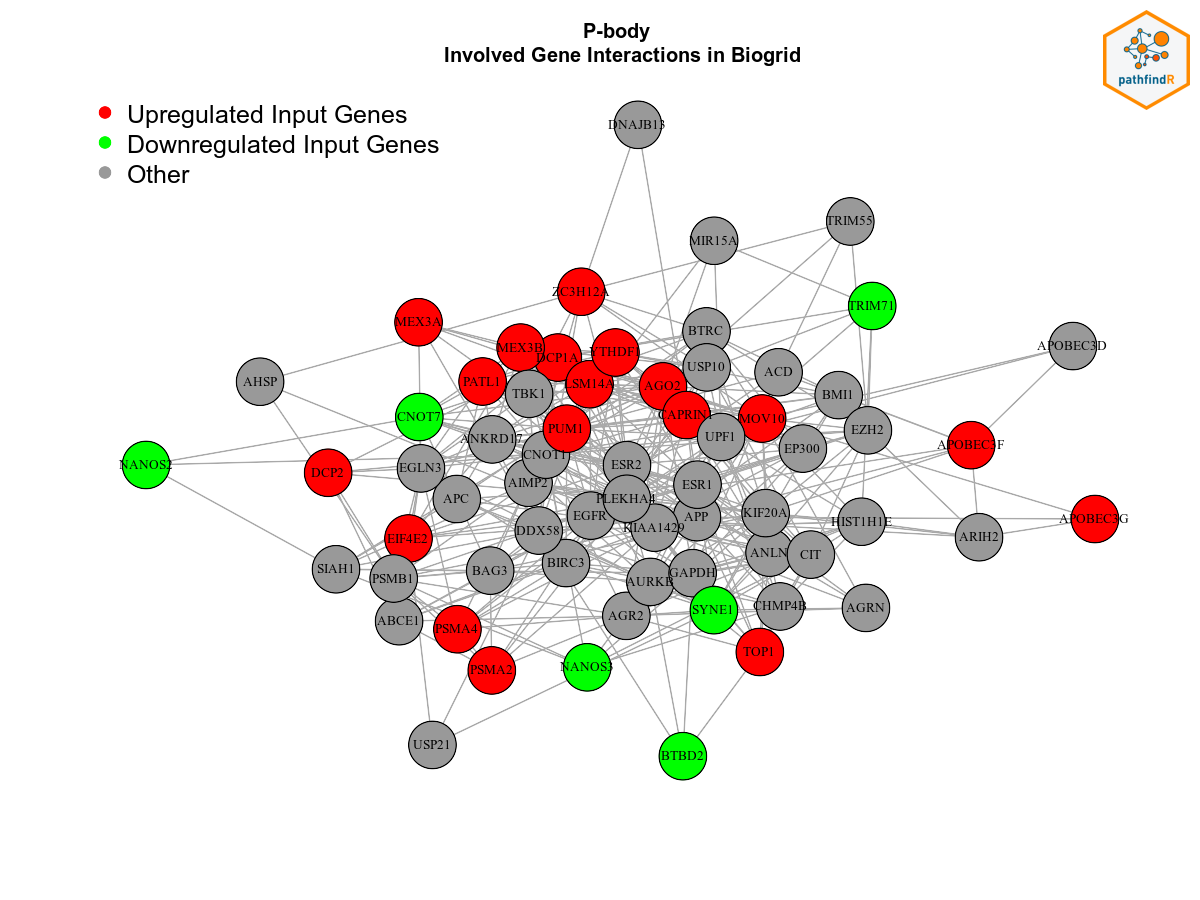 P-body
Involved Gene Interactions in Biogrid
pathfindR
Upregulated Input Genes
Downregulated Input Genes
Other
DNAJB13
TRIM55
MIR15A
ZC3H12A
TRIM71
MEX3A
BTRC
APOBEC3D
MEX3B
DCP1A
YTHDF1
USP10
ACD
AHSP
PATL1
TBK1
LSM14A
AGO2
BMI1
CNOT7
CAPRIN1
MOV10
PUM1
UPF1
EZH2
ANKRD17
CNOT1
EP300
APOBEC3F
NANOS2
DCP2
EGLN3
ESR2
AIMP2
ESR1
APC
PLEKHA4
EGFR
KIAA1429
APP
KIF20A
HIST1H1E
APOBEC3G
EIF4E2
DDX58
ARIH2
SIAH1
PSMB1
BAG3
BIRC3
AURKB
GAPDH
ANLN
CIT
ABCE1
PSMA4
AGR2
SYNE1
CHMP4B
AGRN
PSMA2
NANOS3
TOP1
USP21
BTBD2